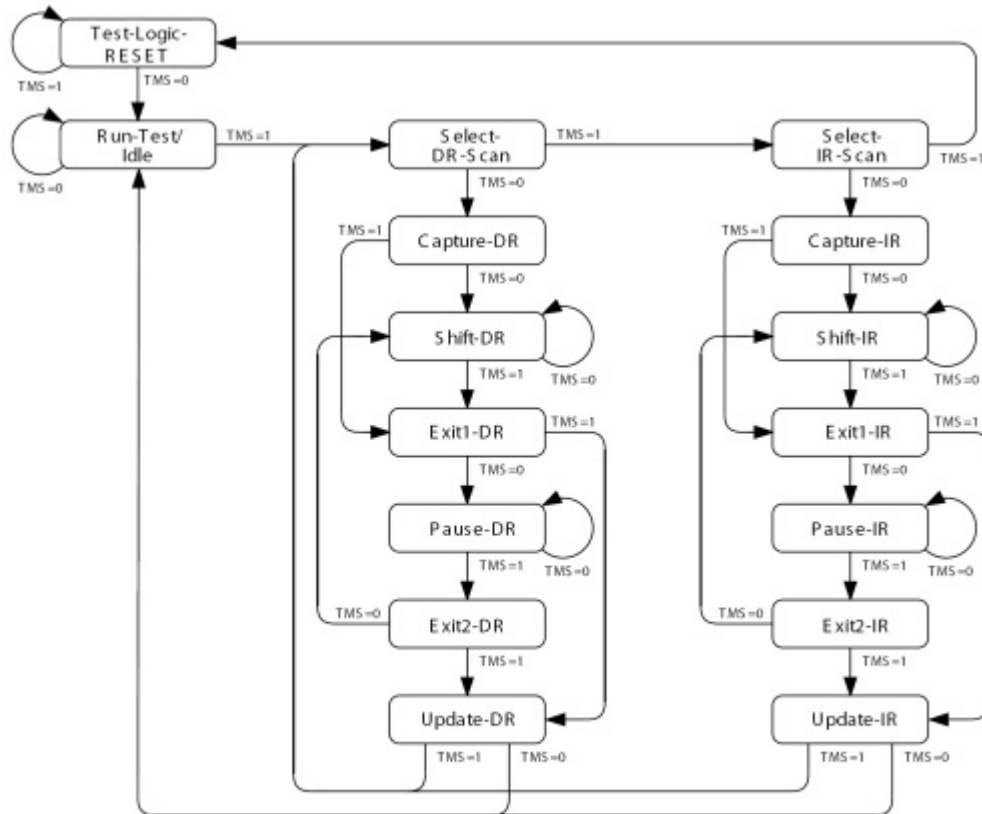 Test-Logic-
RESET
TMS=1
TMS=0
Run-Test/
Idle
TMS=1
TMS=0
Select-
DR-Scan
TMS=1
TMS=0
Select-
IR-Scan
TMS=1
TMS=0
TMS=1
Capture-DR
TMS=0
TMS=1
Capture-IR
TMS=0
Shift-DR
TMS=1
TMS=0
Shift-IR
TMS=1
TMS=0
Exit1-DR
TMS=1
TMS=0
Exit1-IR
TMS=1
TMS=0
Pause-DR
TMS=1
TMS=0
Pause-IR
TMS=1
TMS=0
TMS=0
Exit2-DR
TMS=1
TMS=0
Exit2-IR
TMS=1
Update-DR
TMS=1
TMS=0
Update-IR
TMS=1
TMS=0